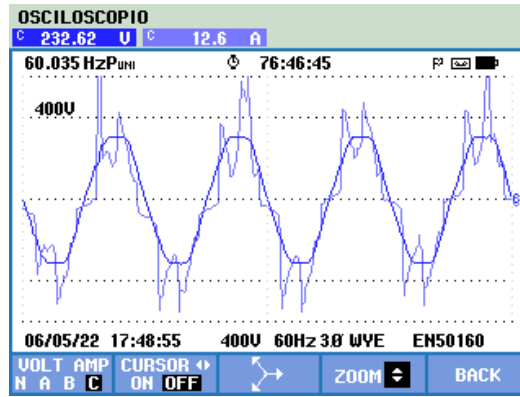 OSCILOSCOPIO
C 232.62 V C 12.6 A
60.035 HzPUNI 76:46:45
400V
06/05/22 17:48:55 400V 60Hz 3Ø WYE EN50160
VOLT AMP CURSOR
N A B C ON OFF ZOOM BACK